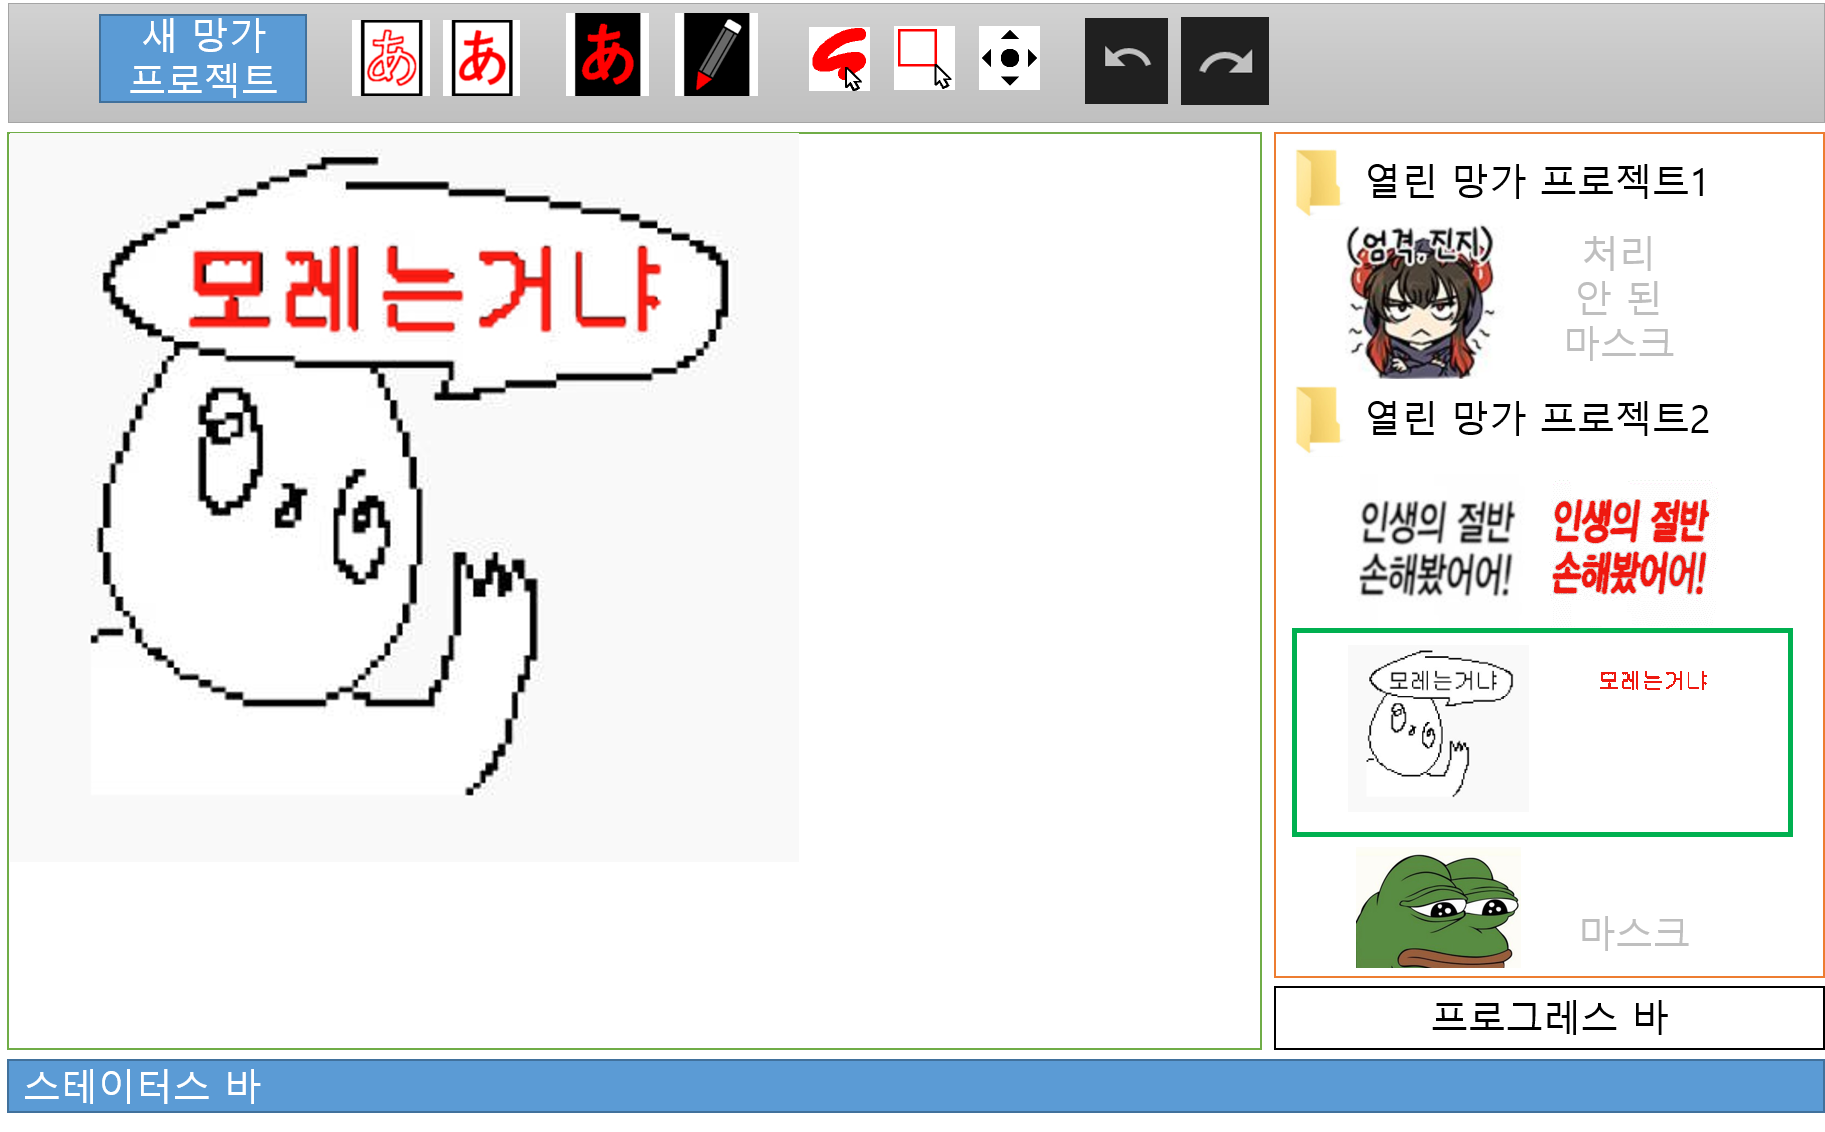 새 망가
프로젝트
あ
あ
あ
모레는거냐
열린 망가 프로젝트1
(엄격,진지)
처리
안 된
마스크
열린 망가 프로젝트2
인생의 절반
손해봤어어!
인생의 절반
손해봤어어!
모레는거냐
모레는거냐
마스크
프로그레스 바
스테이터스 바